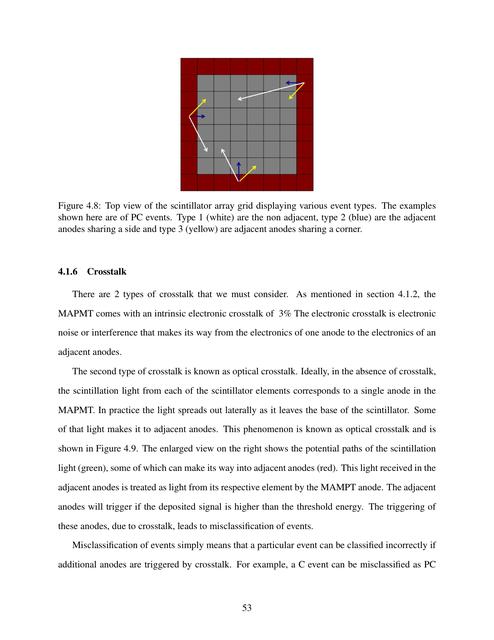 Figure 4.8: Top view of the scintillator array grid displaying various event types. The examples
shown here are of PC events. Type 1 (white) are the non adjacent, type 2 (blue) are the adjacent
anodes sharing a side and type 3 (yellow) are adjacent anodes sharing a corner.
4.1.6 Crosstalk
There are 2 types of crosstalk that we must consider. As mentioned in section 4.1.2, the
MAPMT comes with an intrinsic electronic crosstalk of 3% The electronic crosstalk is electronic
noise or interference that makes its way from the electronics of one anode to the electronics of an
adjacent anodes.
The second type of crosstalk is known as optical crosstalk. Ideally, in the absence of crosstalk,
the scintillation light from each of the scintillator elements corresponds to a single anode in the
MAPMT. In practice the light spreads out laterally as it leaves the base of the scintillator. Some
of that light makes it to adjacent anodes. This phenomenon is known as optical crosstalk and is
shown in Figure 4.9. The enlarged view on the right shows the potential paths of the scintillation
light (green), some of which can make its way into adjacent anodes (red). This light received in the
adjacent anodes is treated as light from its respective element by the MAMPT anode. The adjacent
anodes will trigger if the deposited signal is higher than the threshold energy. The triggering of
these anodes, due to crosstalk, leads to misclassification of events.
Misclassification of events simply means that a particular event can be classified incorrectly if
additional anodes are triggered by crosstalk. For example, a C event can be misclassified as PC
53